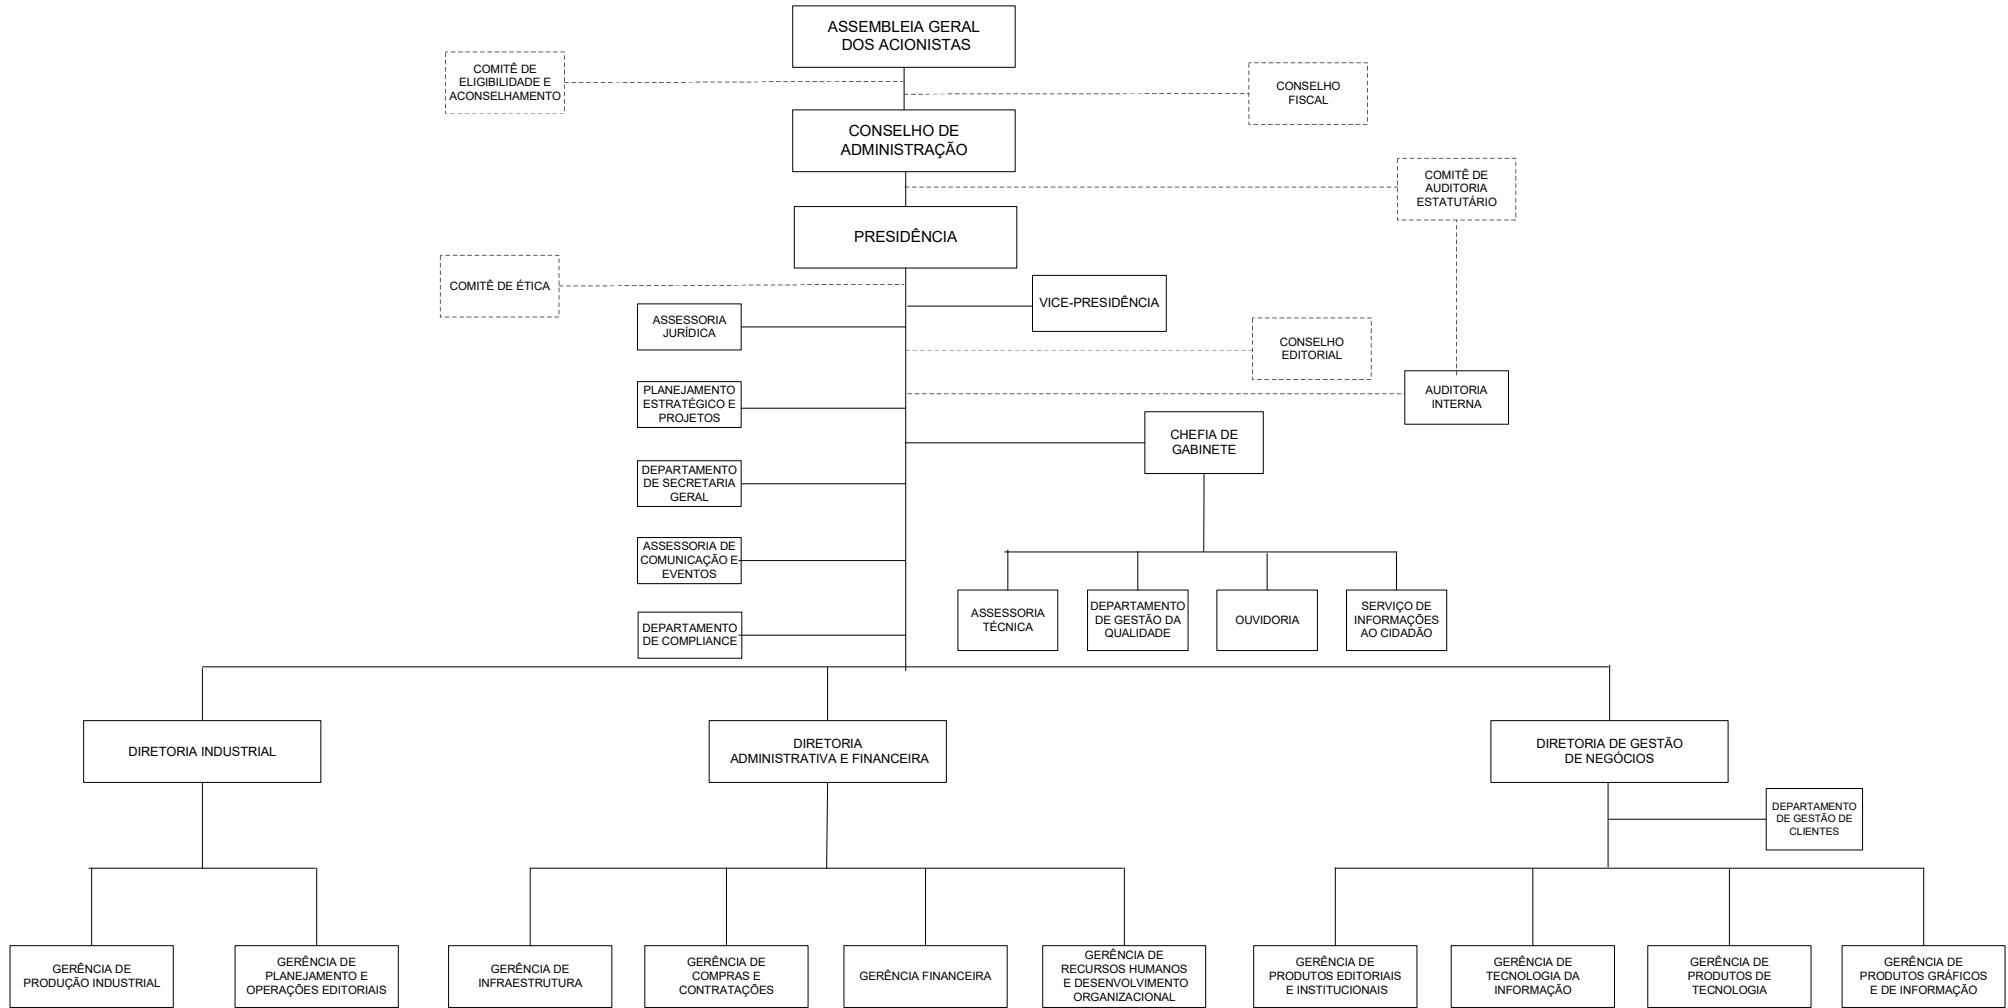 ASSEMBLEIA GERAL
DOS ACIONISTAS
COMITÊ DE
ELIGIBILIDADE E
ACONSELHAMENTO
CONSELHO
FISCAL
CONSELHO DE
ADMINISTRAÇÃO
COMITÊ DE
AUDITORIA
ESTATUTÁRIO
PRESIDÊNCIA
COMITÊ DE ÉTICA
VICE-PRESIDÊNCIA
ASSESSORIA
JURÍDICA
CONSELHO
EDITORIAL
PLANEJAMENTO
ESTRATÉGICO E
PROJETOS
AUDITORIA
INTERNA
CHEFIA DE
GABINETE
DEPARTAMENTO
DE SECRETARIA
GERAL
ASSESSORIA DE
COMUNICAÇÃO E
EVENTOS
ASSESSORIA
TÉCNICA
DEPARTAMENTO
DE GESTÃO DA
QUALIDADE
OUVIDORIA
SERVIÇO DE
INFORMAÇÕES
AO CIDADÃO
DEPARTAMENTO
DE COMPLIANCE
DIRETORIA INDUSTRIAL
DIRETORIA
ADMINISTRATIVA E FINANCEIRA
DIRETORIA DE GESTÃO
DE NEGÓCIOS
DEPARTAMENTO
DE GESTÃO DE
CLIENTES
GERÊNCIA DE
PRODUÇÃO INDUSTRIAL
GERÊNCIA DE
PLANEJAMENTO E
OPERAÇÕES EDITORIAIS
GERÊNCIA DE
INFRAESTRUTURA
GERÊNCIA DE
COMPRAS E
CONTRATAÇÕES
GERÊNCIA FINANCEIRA
GERÊNCIA DE
RECURSOS HUMANOS
E DESENVOLVIMENTO
ORGANIZACIONAL
GERÊNCIA DE
PRODUTOS EDITORIAIS
E INSTITUCIONAIS
GERÊNCIA DE
TECNOLOGIA DA
INFORMAÇÃO
GERÊNCIA DE
PRODUTOS DE
TECNOLOGIA
GERÊNCIA DE
PRODUTOS GRÁFICOS
E DE INFORMAÇÃO